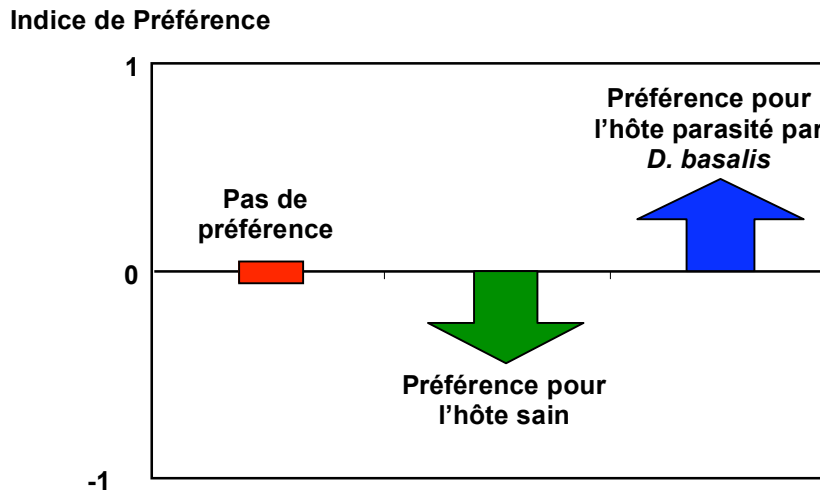 Indice de Préférence
1
Préférence pour
l'hôte parasité par
D. basalis
Pas de
préférence
0
Préférence pour
l'hôte sain
-1